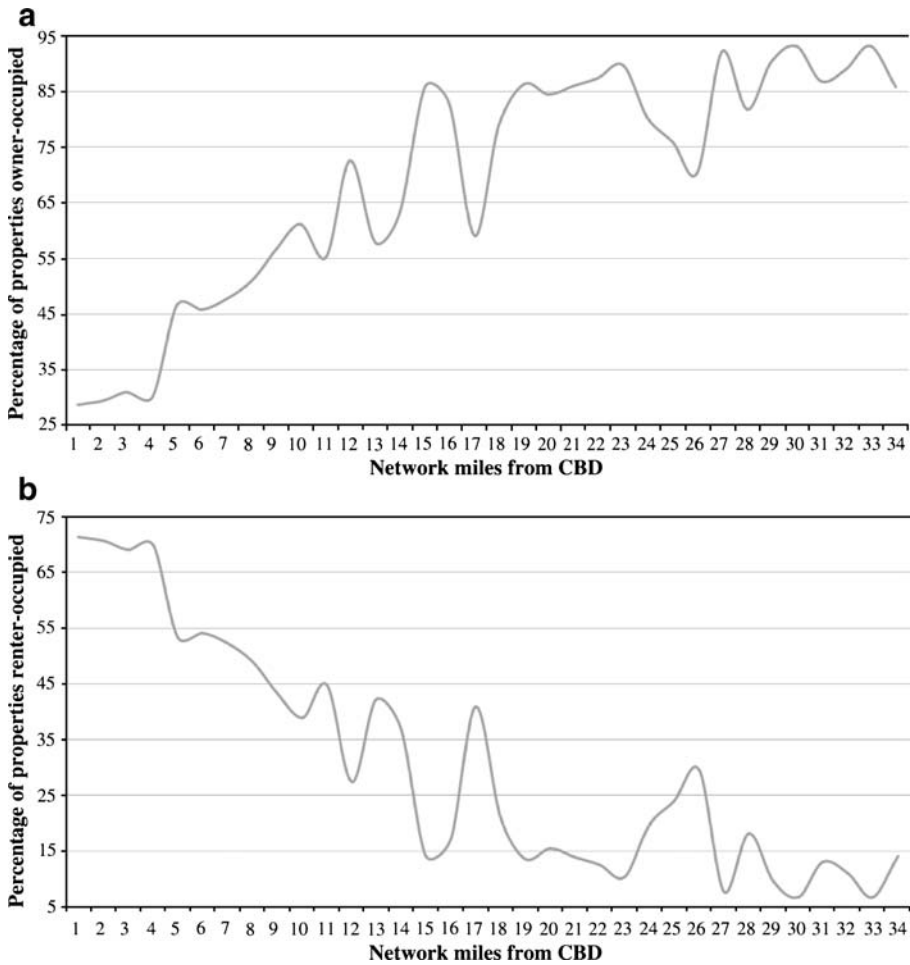 a
Percentage of properties owner-occupied
95
85
75
65
55
45
35
25
1 2 3 4 5 6 7 8 9 10 11 12 13 14 15 16 17 18 19 20 21 22 23 24 25 26 27 28 29 30 31 32 33 34
Network miles from CBD
b
Percentage of properties renter-occupied
75
65
55
45
35
25
15
5
1 2 3 4 5 6 7 8 9 10 11 12 13 14 15 16 17 18 19 20 21 22 23 24 25 26 27 28 29 30 31 32 33 34
Network miles from CBD